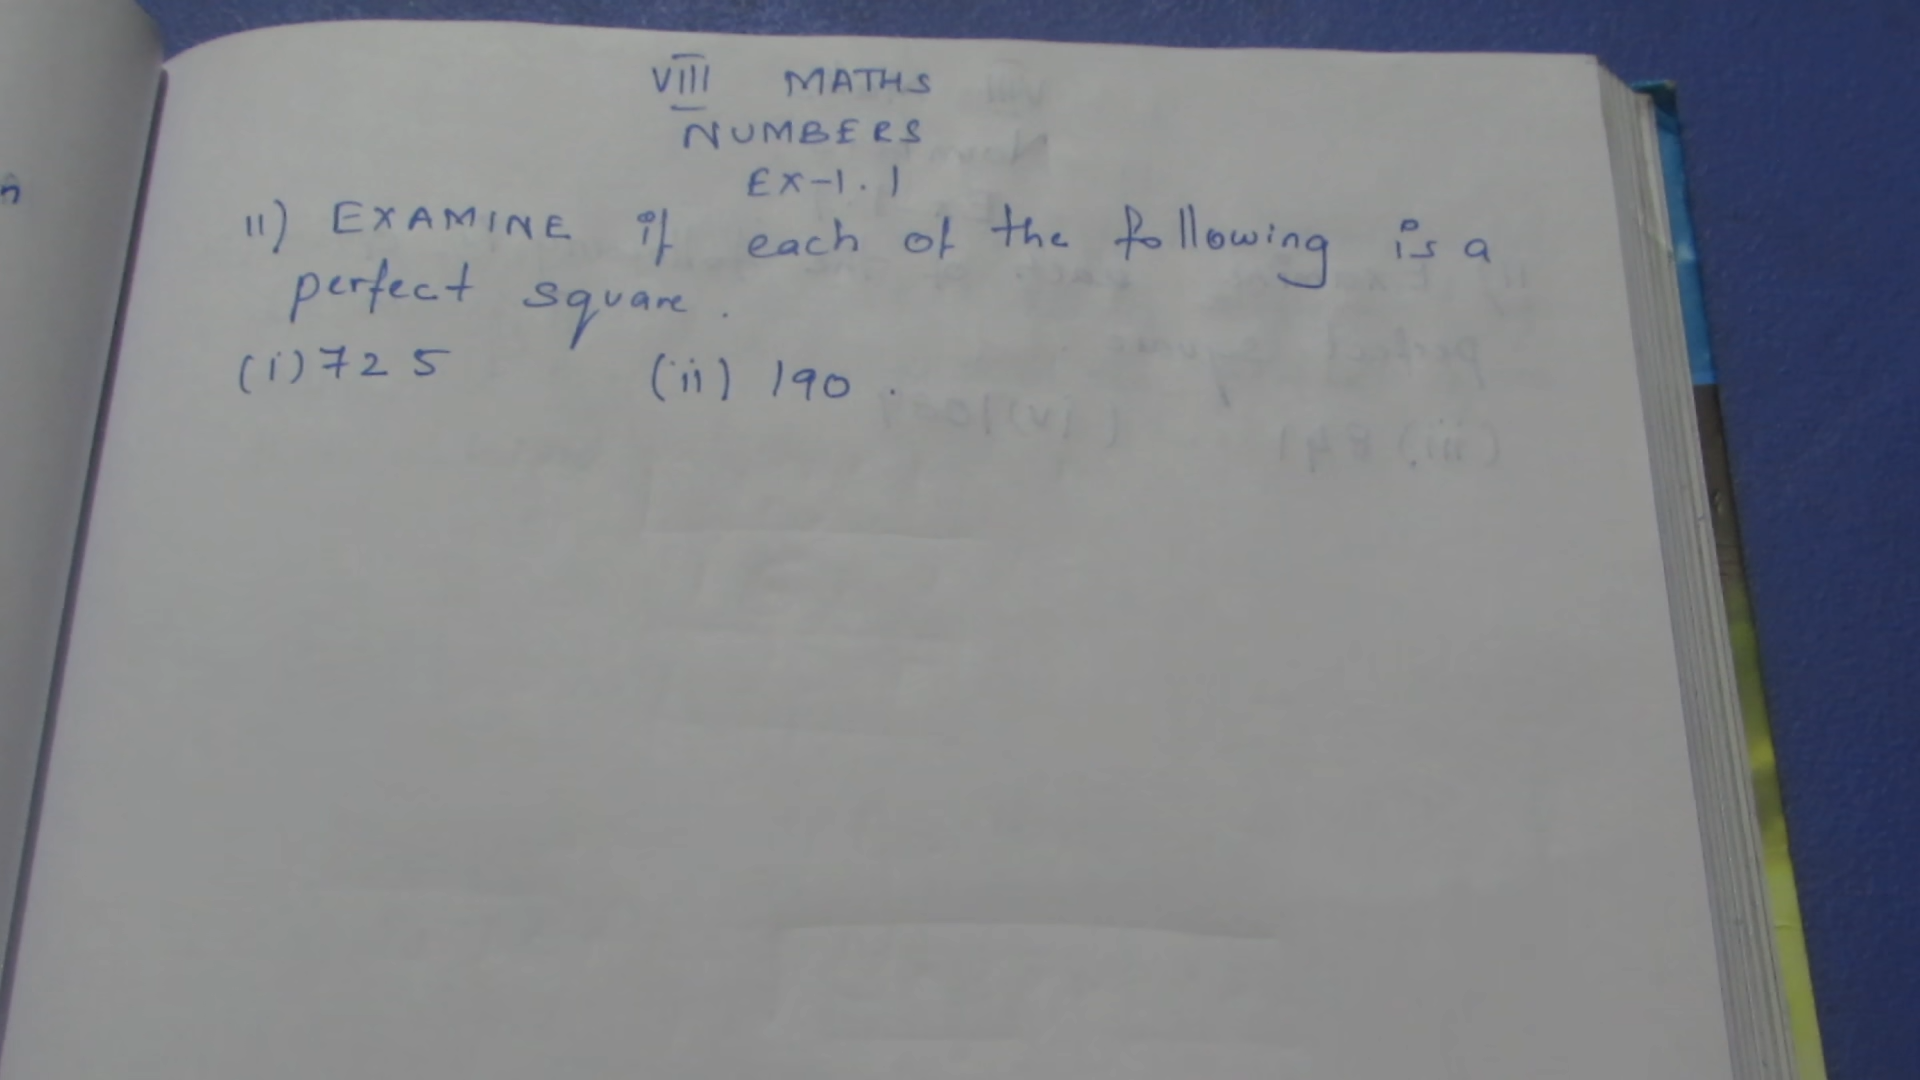 VIII MATHS
NUMBERS
EX-1.1
11) EXAMINE if each of the following is a
perfect square.
(i) 725 (ii) 190.